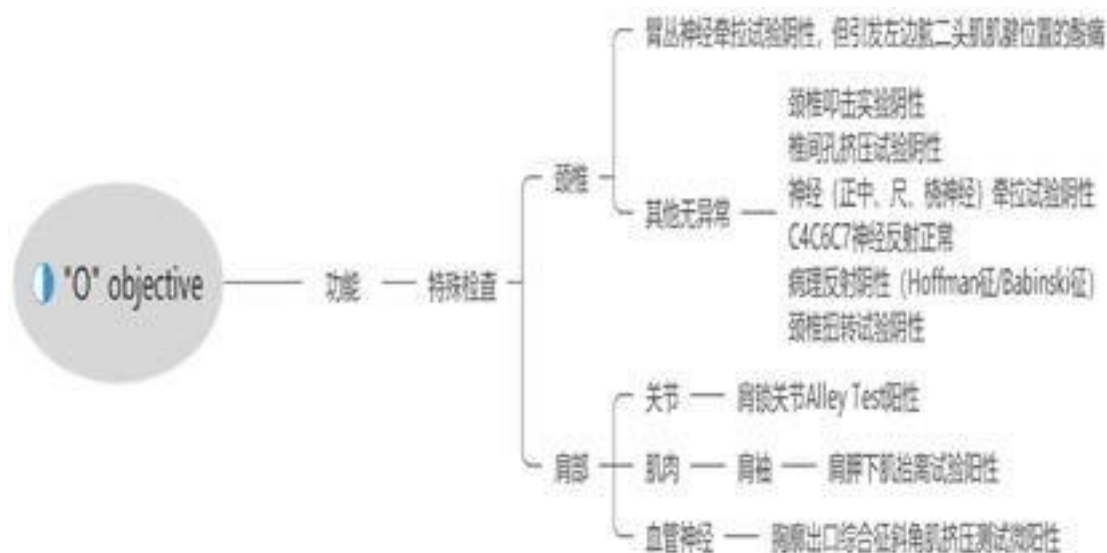 "O" objective
功能
特殊检查
颈椎
臂丛神经牵拉试验阴性，但引发左边肱二头肌肌腱位置的酸痛
其他无异常
颈椎叩击实验阴性
椎间孔挤压试验阴性
神经（正中、尺、桡神经）牵拉试验阴性
C4C6C7神经反射正常
病理反射阴性（Hoffman征/Babinski征）
颈椎扭转试验阴性
肩部
关节
肩锁关节Alley Test阳性
肌肉
肩袖
肩胛下肌抬离试验阳性
血管神经
胸廓出口综合征斜角肌挤压测试微阳性